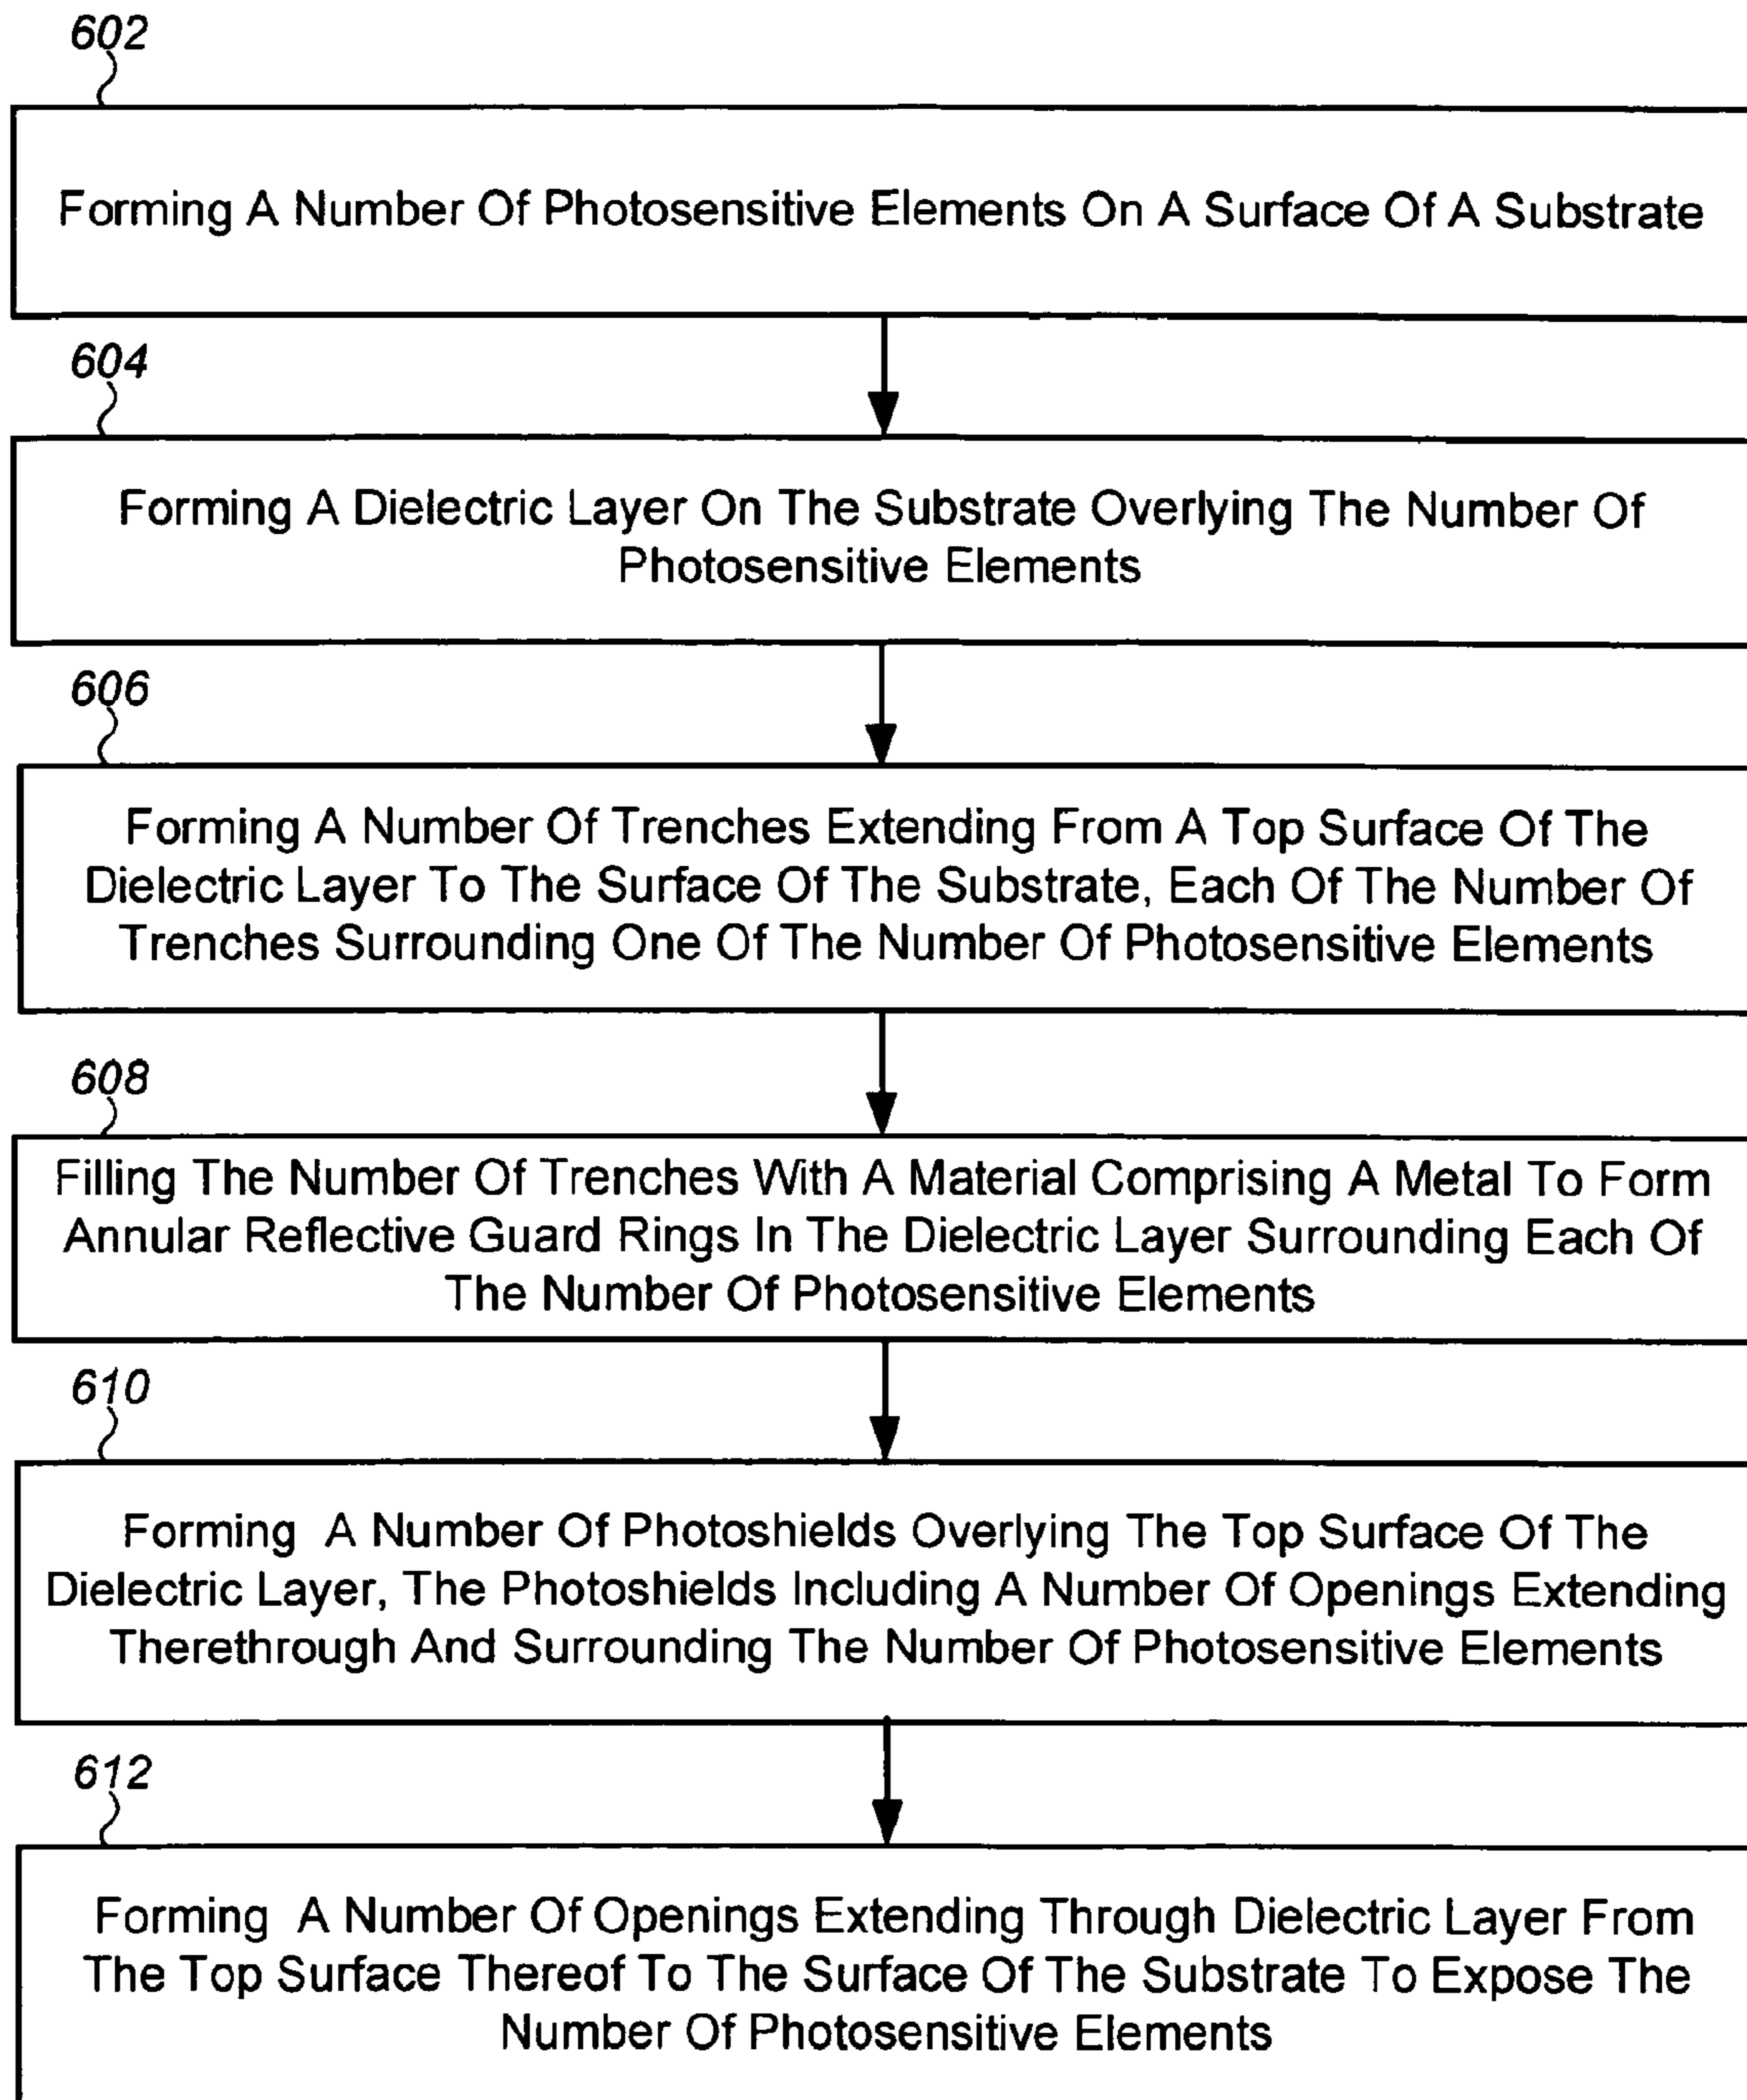 602
Forming A Number Of Photosensitive Elements On A Surface Of A Substrate
604
Forming A Dielectric Layer On The Substrate Overlying The Number Of
Photosensitive Elements
606
Forming A Number Of Trenches Extending From A Top Surface Of The
Dielectric Layer To The Surface Of The Substrate, Each Of The Number Of
Trenches Surrounding One Of The Number Of Photosensitive Elements
608
Filling The Number Of Trenches With A Material Comprising A Metal To Form
Annular Reflective Guard Rings In The Dielectric Layer Surrounding Each Of
The Number Of Photosensitive Elements
610
Forming A Number Of Photoshields Overlying The Top Surface Of The
Dielectric Layer, The Photoshields Including A Number Of Openings Extending
Therethrough And Surrounding The Number Of Photosensitive Elements
612
Forming A Number Of Openings Extending Through Dielectric Layer From
The Top Surface Thereof To The Surface Of The Substrate To Expose The
Number Of Photosensitive Elements